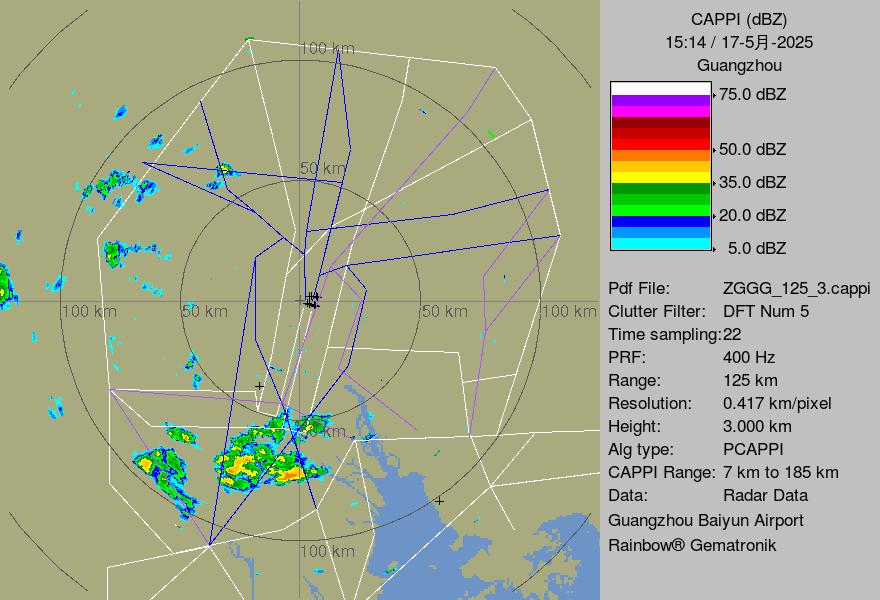 CAPPI (dBZ)
15:14 / 17-5月-2025
Guangzhou
75.0 dBZ
50.0 dBZ
35.0 dBZ
20.0 dBZ
5.0 dBZ
100 km
50 km
100 km
50 km
50 km
100 km
50 km
100 km
Pdf File: ZGGG_125_3.cappi
Clutter Filter: DFT Num 5
Time sampling:22
PRF: 400 Hz
Range: 125 km
Resolution: 0.417 km/pixel
Height: 3.000 km
Alg type: PCAPPI
CAPPI Range: 7 km to 185 km
Data: Radar Data
Guangzhou Baiyun Airport
Rainbow® Gematronik